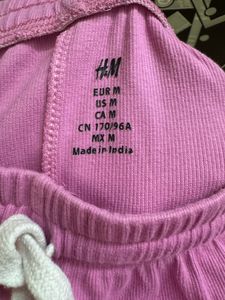 H&M
EUR M
US M
CA M
CN 170/96A
MX M
Made in India